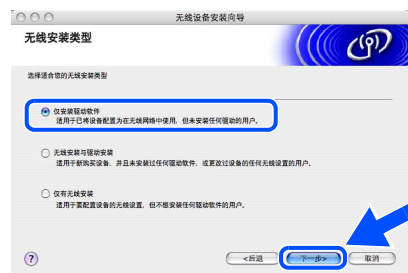 无线设备安装向导
无线安装类型
选择适合您的无线安装类型
仅安装驱动软件
适用于已将设备配置为在无线网络中使用，但未安装任何驱动的用户。
无线安装与驱动安装
适用于新购买设备，并且未安装过任何驱动软件，或更改过设备的任何无线设置的用户。
仅有无线安装
适用于要配置设备的无线设置，但不想安装任何驱动软件的用户。
?
<后退
下一步>
取消